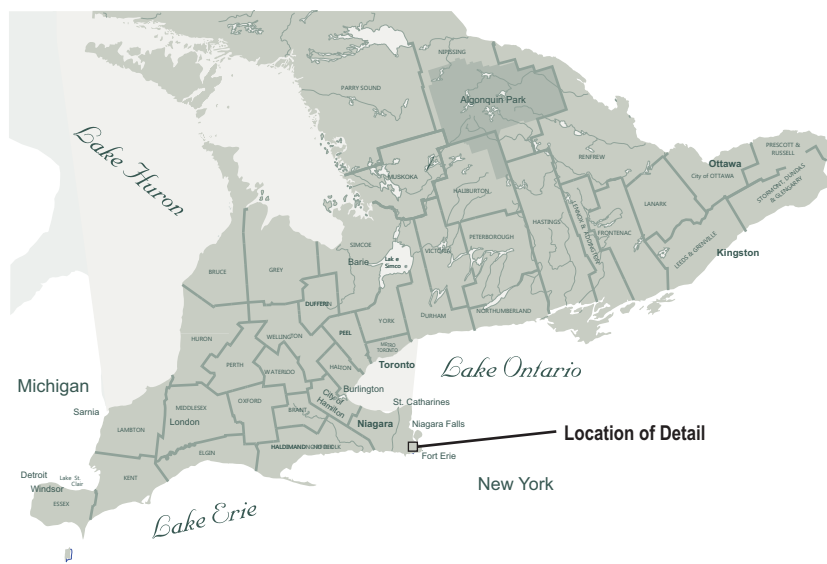 NIPISSING
PARRY SOUND
Algonquin Park
Lake Huron
RENFREW
Ottawa
City of OTTAWA
PRESCOTT &
RUSSELL
STORMONT, DUNDAS
& GLENGARRY
MUSKOKA
HALIBURTON
LANARK
LENNOX & ADDINGTON
FRONTENAC
HASTINGS
LEEDS & GRENVILLE
Kingston
SIMCOE
Barie
Lak e
Simco e
VICTORIA
PETERBOROUGH
BRUCE
GREY
DUFFERIN
DURHAM
NORTHUMBERLAND
YORK
PEEL
HURON
WELLINGTON
METRO
TORONTO
Toronto
Lake Ontario
PERTH
WATERLOO
HALTON
Michigan
Burlington
City of
Hamilton
Sarnia
MIDDLESEX
London
OXFORD
BRANT
St. Catharines
Niagara
Niagara Falls
LAMBTON
Location of Detail
ELGIN
HALDIMAND
Fort Erie
Detroit
Windsor
Lake St.
Clair
KENT
ESSEX
New York
Lake Erie